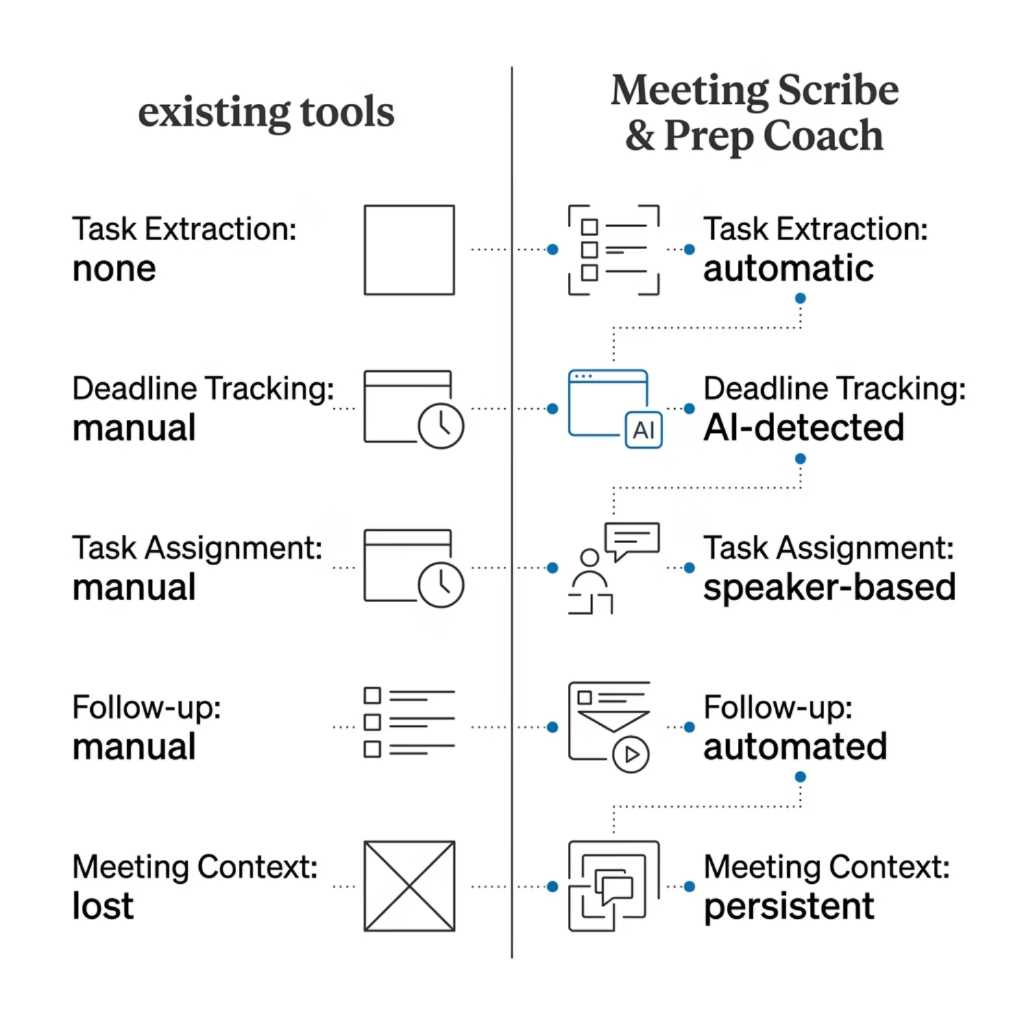 existing tools
Meeting Scribe
& Prep Coach
Task Extraction:
none
Task Extraction:
automatic
Deadline Tracking:
manual
AI
Deadline Tracking:
AI-detected
Task Assignment:
manual
Task Assignment:
speaker-based
Follow-up:
manual
Follow-up:
automated
Meeting Context:
lost
Meeting Context:
persistent